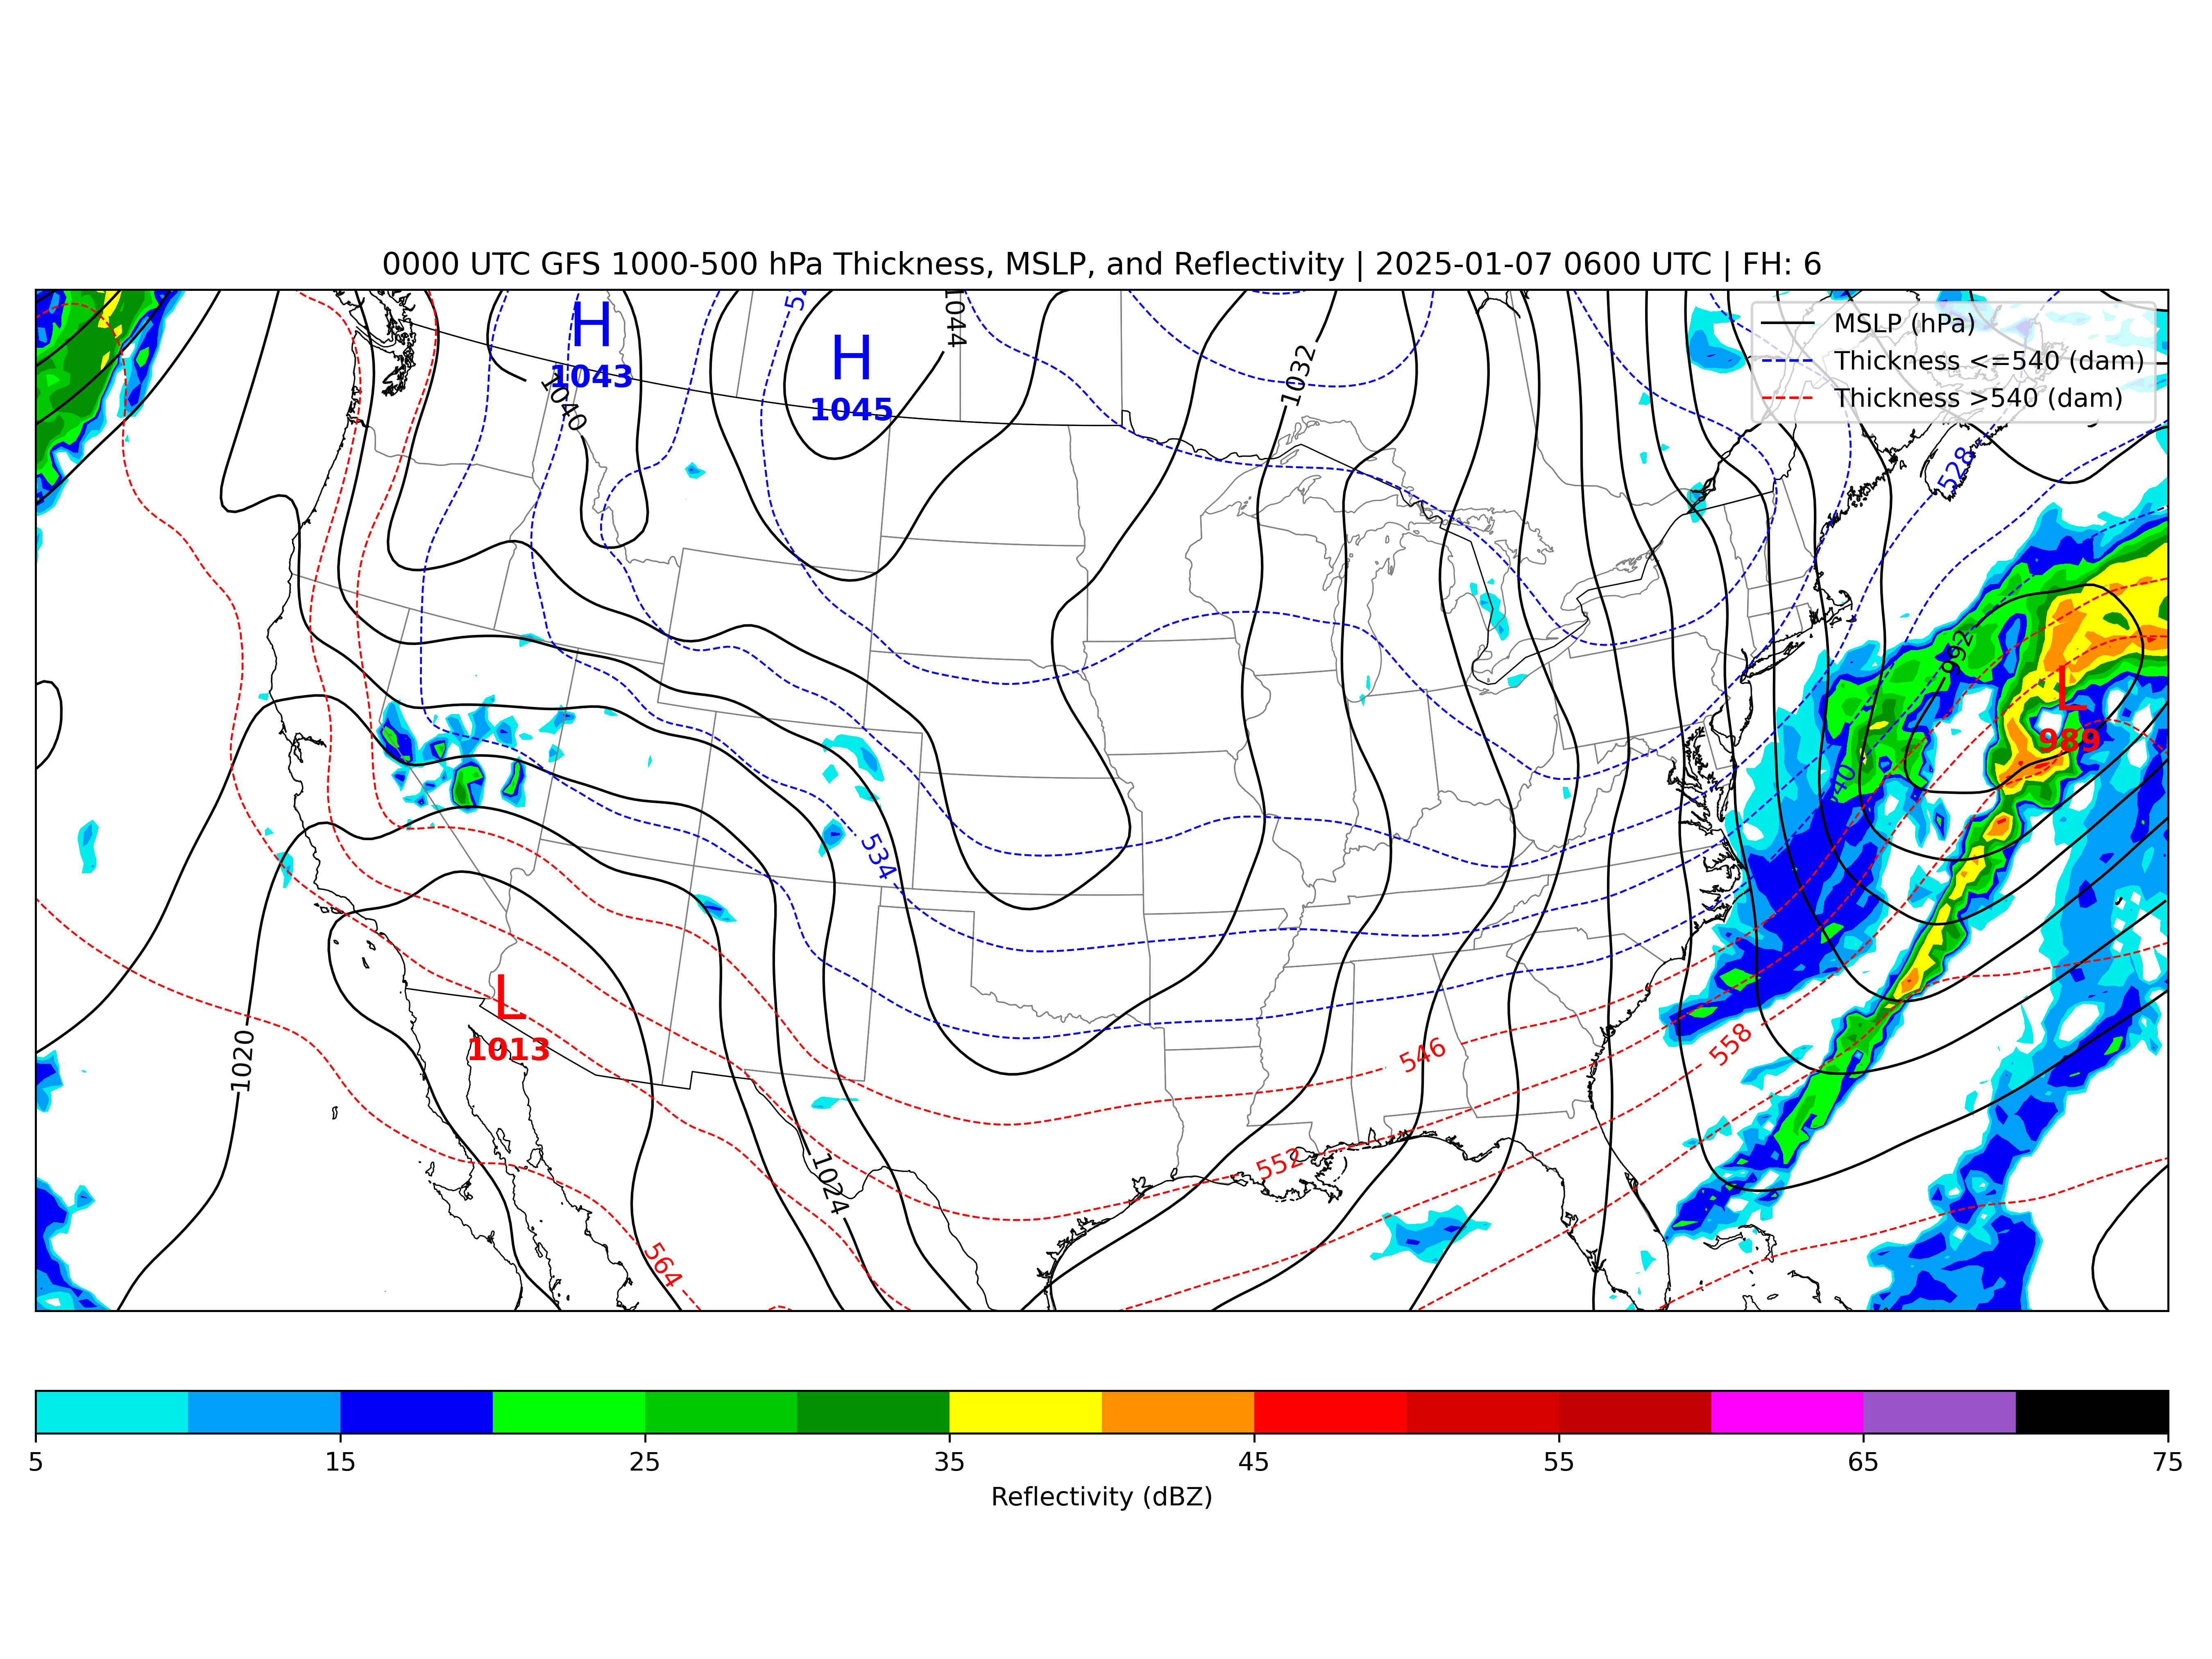 0000 UTC GFS 1000-500 hPa Thickness, MSLP, and Reflectivity | 2025-01-07 0600 UTC | FH: 6
MSLP (hPa)
Thickness <=540 (dam)
Thickness >540 (dam)
H
1043
H
1045
1044
1040
1032
528
992
L
989
534
L
1013
1020
546
558
552
1024
564
5 15 25 35 45 55 65 75
Reflectivity (dBZ)